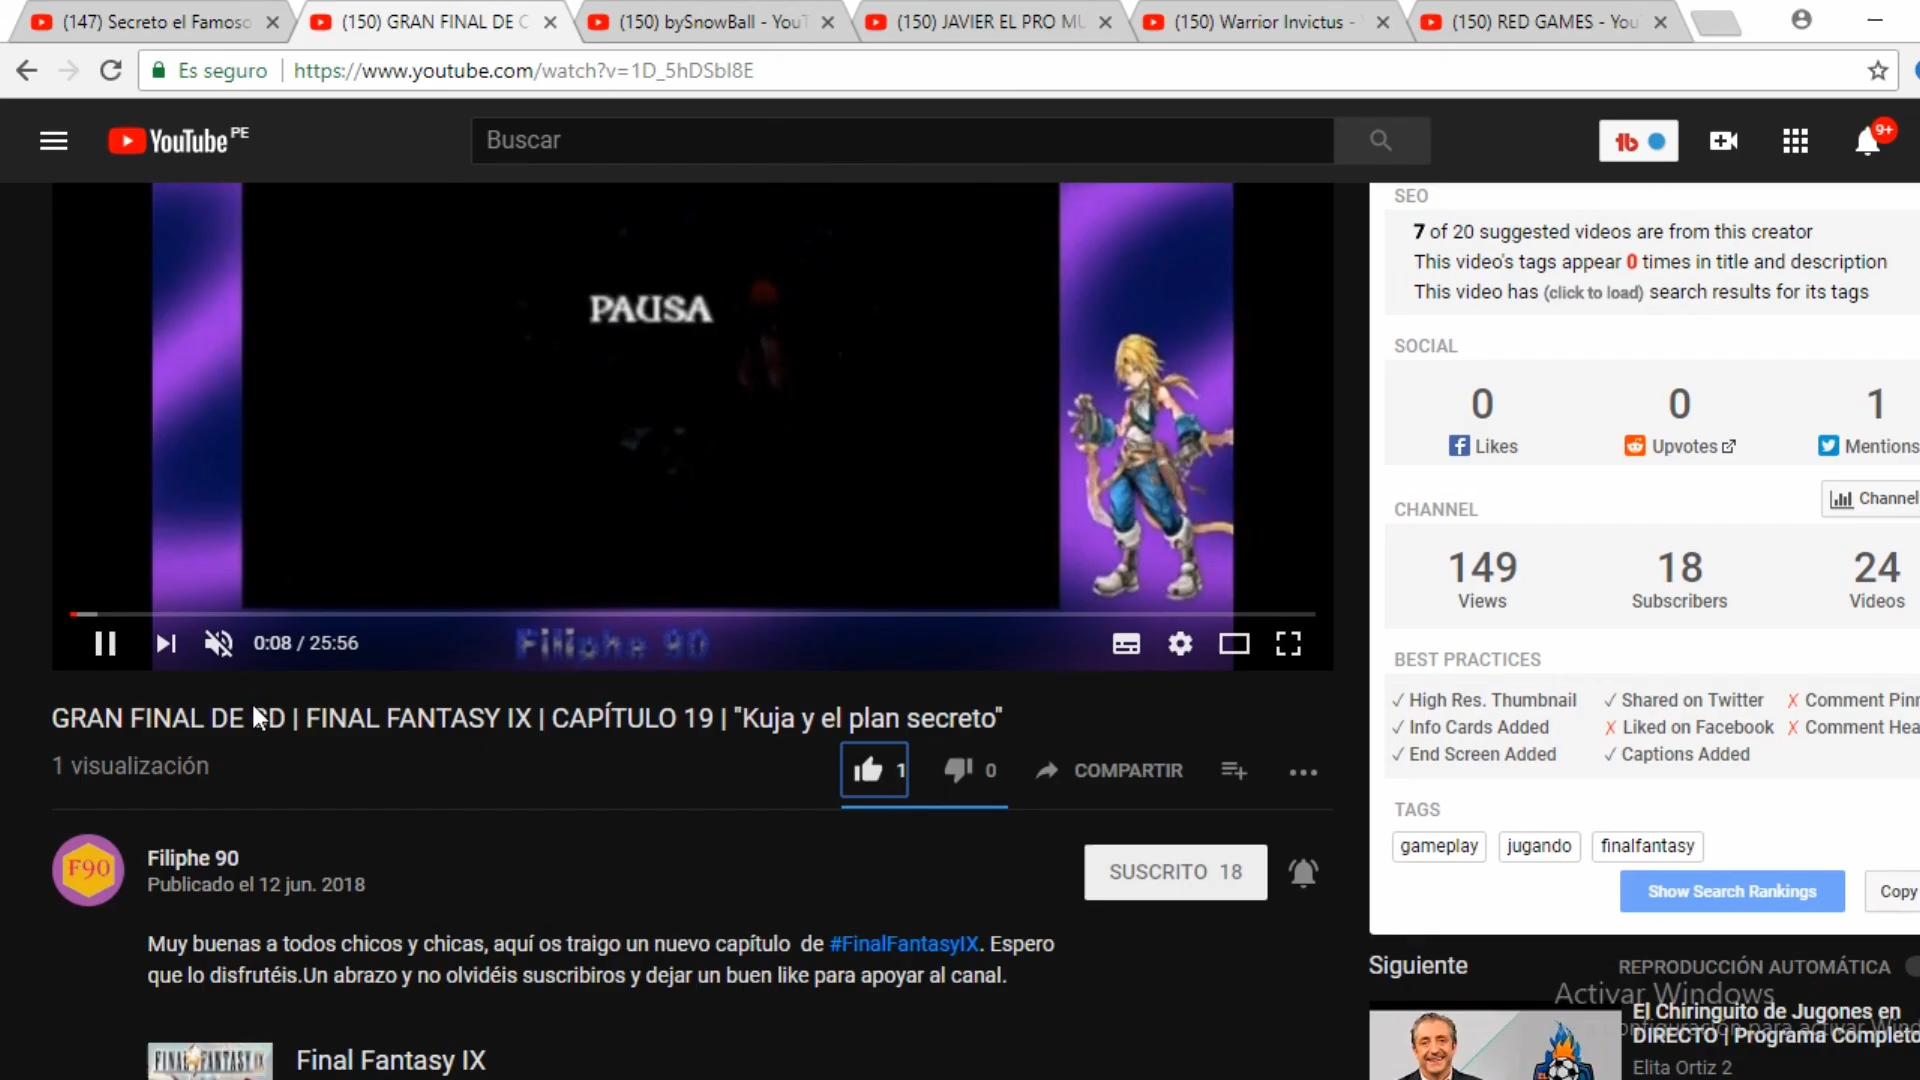 (147) Secreto el Famoso
(150) GRAN FINAL DE C
(150) bySnowBall - YouT
(150) JAVIER EL PRO MU
(150) Warrior Invictus -
(150) RED GAMES - You
Es seguro
https://www.youtube.com/watch?v=1D_5hDSbI8E
YouTube PE
Buscar
9+
PAUSA
0:08 / 25:56
Filiphe 90
GRAN FINAL DE CD | FINAL FANTASY IX | CAPÍTULO 19 | "Kuja y el plan secreto"
1 visualización
1
0
COMPARTIR
F90
Filiphe 90
Publicado el 12 jun. 2018
SUSCRITO 18
Muy buenas a todos chicos y chicas, aquí os traigo un nuevo capítulo de #FinalFantasyIX. Espero
que lo disfrutéis.Un abrazo y no olvidéis suscribiros y dejar un buen like para apoyar al canal.
FINAL FANTASY IX
Final Fantasy IX
SEO
7 of 20 suggested videos are from this creator
This video's tags appear 0 times in title and description
This video has (click to load) search results for its tags
SOCIAL
0 0 1
Likes Upvotes Mentions
Channel
CHANNEL
149 18 24
Views Subscribers Videos
BEST PRACTICES
✓ High Res. Thumbnail ✓ Shared on Twitter ✗ Comment Pinn
✓ Info Cards Added ✗ Liked on Facebook ✗ Comment Hea
✓ End Screen Added ✓ Captions Added
TAGS
gameplay jugando finalfantasy
Show Search Rankings Copy
Siguiente REPRODUCCIÓN AUTOMÁTICA
Activar Windows
El Chiringuito de Jugones en
DIRECTO | Programa Completo
Elita Ortiz 2